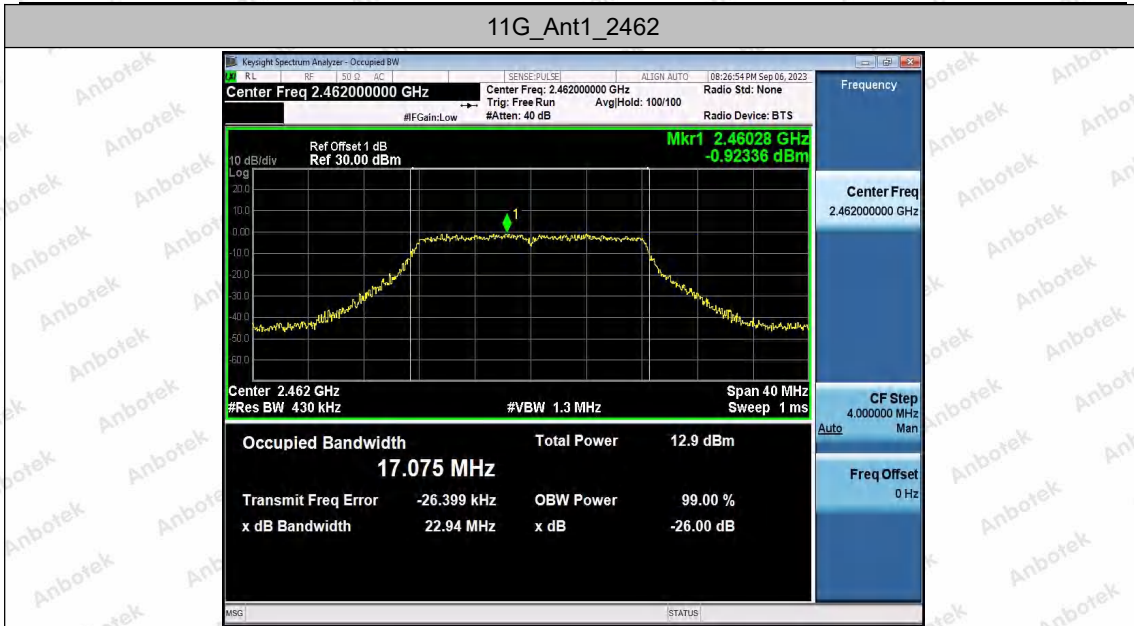 11G_Ant1_2462
Keysight Spectrum Analyzer - Occupied BW
RL RF 50 Ω AC SENSE:PULSE ALIGN AUTO 08:26:54 PM Sep 06, 2023
Center Freq 2.462000000 GHz
Center Freq: 2.462000000 GHz Radio Std: None
Trig: Free Run Avg|Hold: 100/100
#IFGain:Low #Atten: 40 dB Radio Device: BTS
Frequency
Mkr1 2.46028 GHz
-0.92336 dBm
Ref Offset 1 dB
10 dB/div Ref 30.00 dBm
Log
20.0
10.0
0.00
-10.0
-20.0
-30.0
-40.0
-50.0
-60.0
1
Center 2.462 GHz Span 40 MHz
#Res BW 430 kHz #VBW 1.3 MHz Sweep 1 ms
Center Freq
2.462000000 GHz
CF Step
4.000000 MHz
Auto Man
Freq Offset
0 Hz
Occupied Bandwidth Total Power 12.9 dBm
17.075 MHz
Transmit Freq Error -26.399 kHz OBW Power 99.00 %
x dB Bandwidth 22.94 MHz x dB -26.00 dB
MSG STATUS
Anbotek